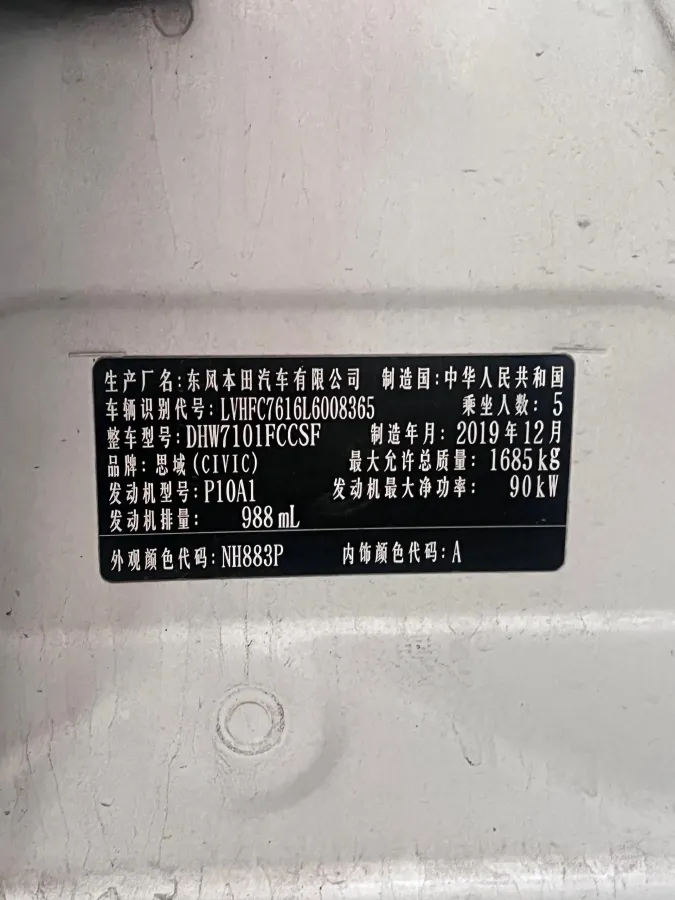 生产厂名:东风本田汽车有限公司 制造国:中华人民共和国
车辆识别代号:LVHFC7616L6008365 乘坐人数: 5
整车型号:DHW7101FCCSF 制造年月:2019年12月
品牌:思域(CIVIC) 最大允许总质量: 1685kg
发动机型号:P10A1 发动机最大净功率: 90kW
发动机排量: 988mL
外观颜色代码:NH883P 内饰颜色代码:A